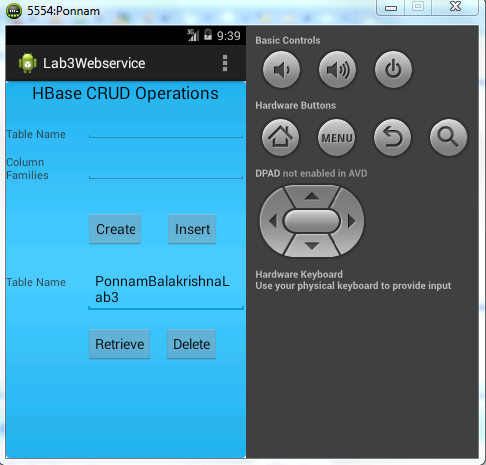 5554:Ponnam
3G 9:39
Lab3Webservice
HBase CRUD Operations
Table Name
Column
Families
Create Insert
Table Name PonnamBalakrishnaL
ab3
Retrieve Delete
Basic Controls
Hardware Buttons
MENU
DPAD not enabled in AVD
Hardware Keyboard
Use your physical keyboard to provide input